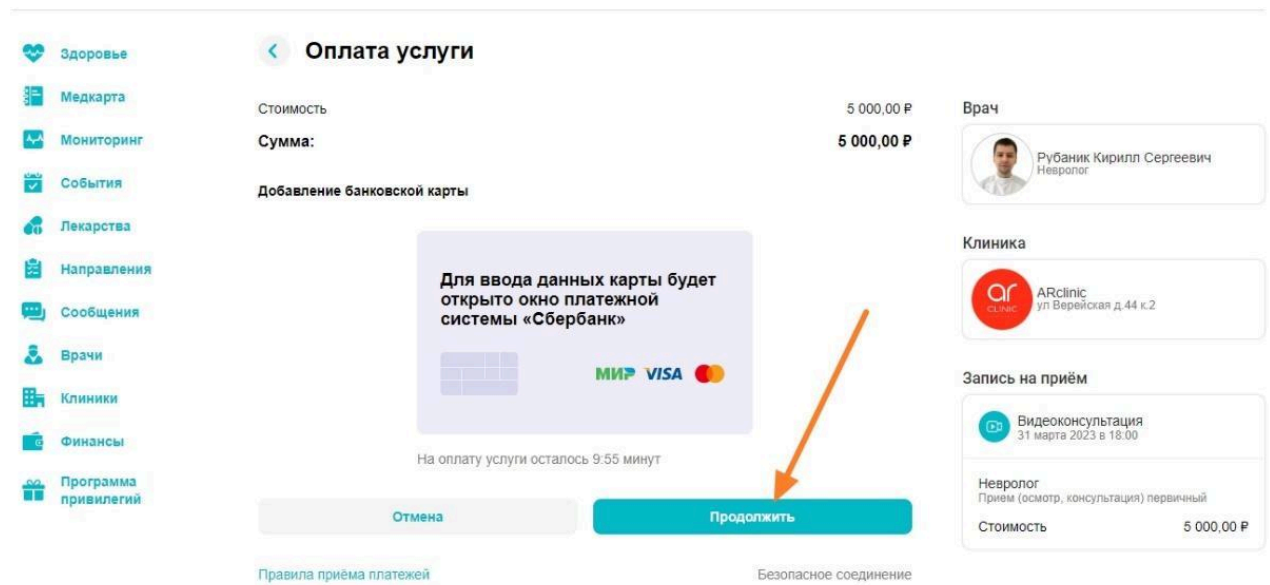 Здоровье
Медкарта
Мониторинг
События
Лекарства
Направления
Сообщения
Врачи
Клиники
Финансы
Программа
привилегий
Оплата услуги
Стоимость 5 000,00 ₽
Сумма: 5 000,00 ₽
Добавление банковской карты
Для ввода данных карты будет
открыто окно платежной
системы «Сбербанк»
МИР VISA
На оплату услуги осталось 9:55 минут
Отмена Продолжить
Правила приёма платежей Безопасное соединение
Врач
Рубаник Кирилл Сергеевич
Невролог
Клиника
ar
CLINIC
ARclinic
ул Верейская д.44 к.2
Запись на приём
Видеоконсультация
31 марта 2023 в 18:00
Невролог
Прием (осмотр, консультация) первичный
Стоимость 5 000,00 ₽